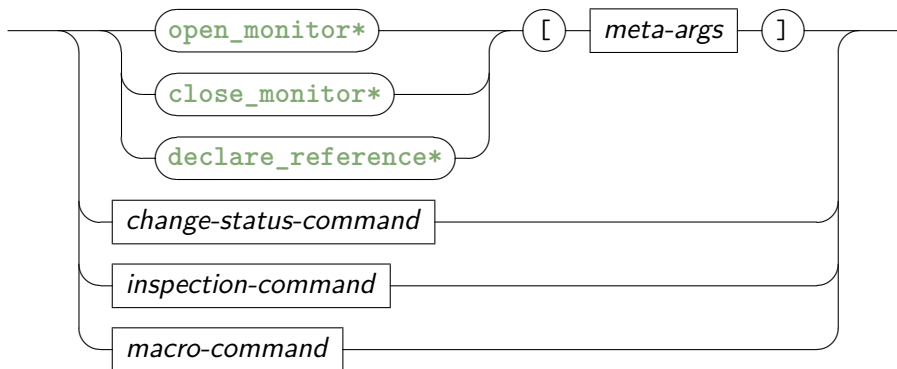 open_monitor* [ meta-args ]
close_monitor*
declare_reference*
change-status-command
inspection-command
macro-command